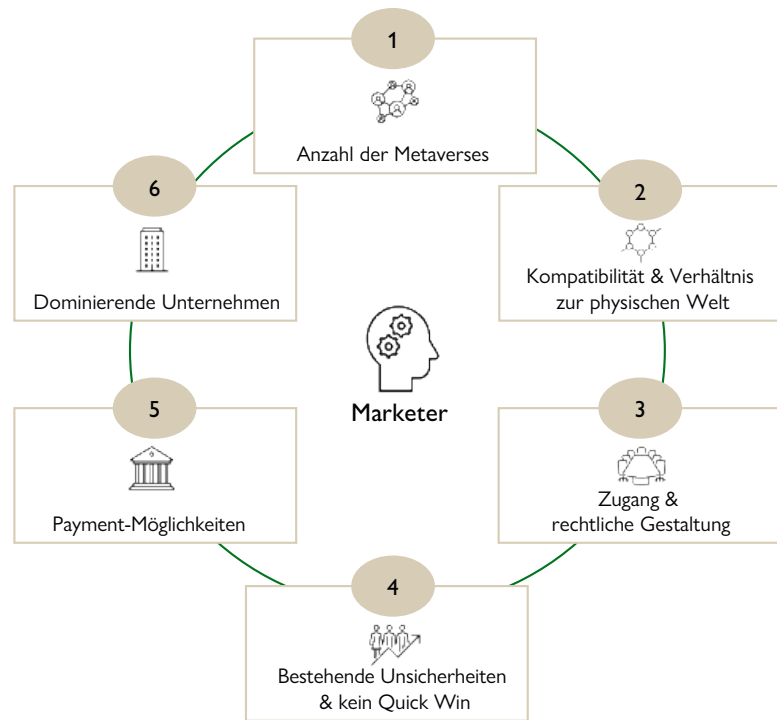 1
Anzahl der Metaverses
2
Kompatibilität & Verhältnis
zur physischen Welt
3
Zugang &
rechtliche Gestaltung
4
Bestehende Unsicherheiten
& kein Quick Win
5
Payment-Möglichkeiten
6
Dominierende Unternehmen
Marketer